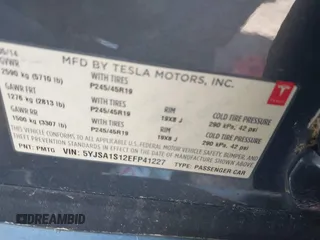 MFD BY TESLA MOTORS, INC.
GVWR
2590 kg (5710 lb)
GAWR FRT WITH TIRES RIM COLD TIRE PRESSURE
1276 kg (2813 lb) P245/45R19 19X8 J 290 kPa, 42 psi
GAWR RR WITH TIRES RIM COLD TIRE PRESSURE
1500 kg (3307 lb) P245/45R19 19X8 J 290 kPa, 42 psi
THIS VEHICLE CONFORMS TO ALL APPLICABLE
U.S. FEDERAL MOTOR VEHICLE SAFETY, BUMPER, AND
THEFT PREVENTION STANDARDS IN EFFECT ON THE DATE OF
MANUFACTURE SHOWN ABOVE.
VIN: 5YJSA1S12EFP41227
PNT: PMTG TYPE: PASSENGER CAR
TESLA
DREAMBID